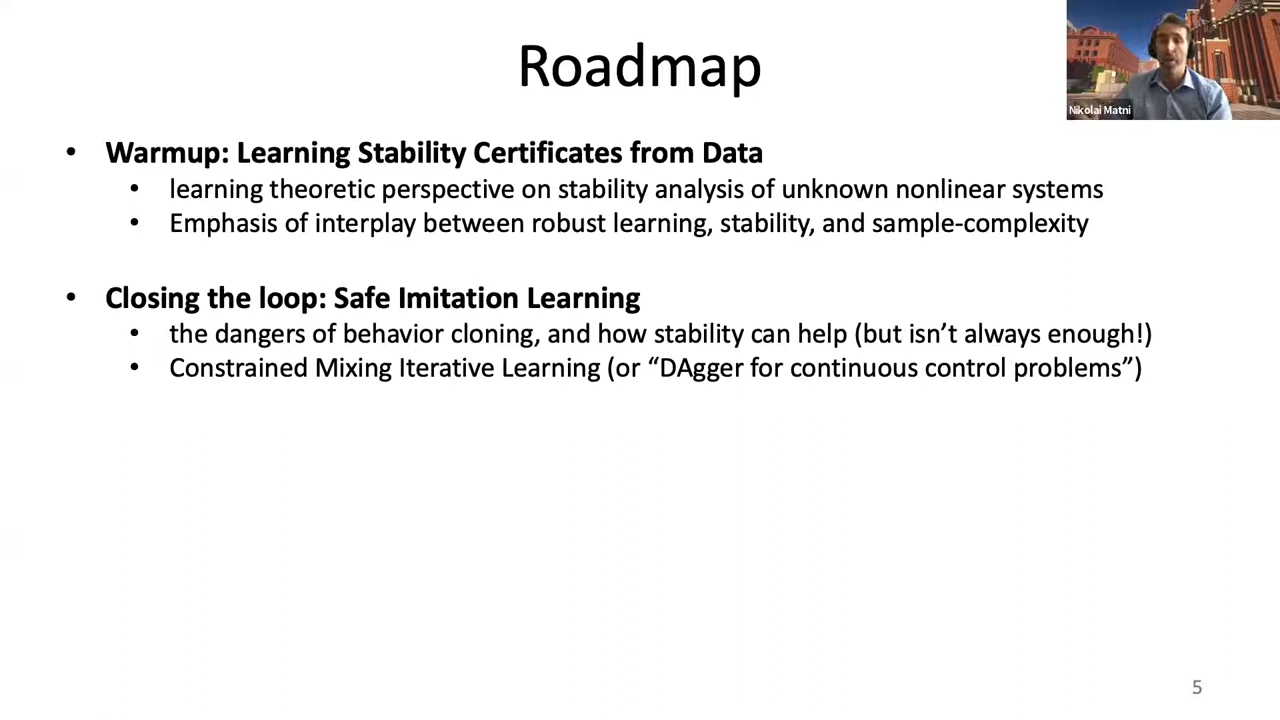 Roadmap
Nikolai Matni
• Warmup: Learning Stability Certificates from Data
• learning theoretic perspective on stability analysis of unknown nonlinear systems
• Emphasis of interplay between robust learning, stability, and sample-complexity
• Closing the loop: Safe Imitation Learning
• the dangers of behavior cloning, and how stability can help (but isn’t always enough!)
• Constrained Mixing Iterative Learning (or “DAgger for continuous control problems”)
5